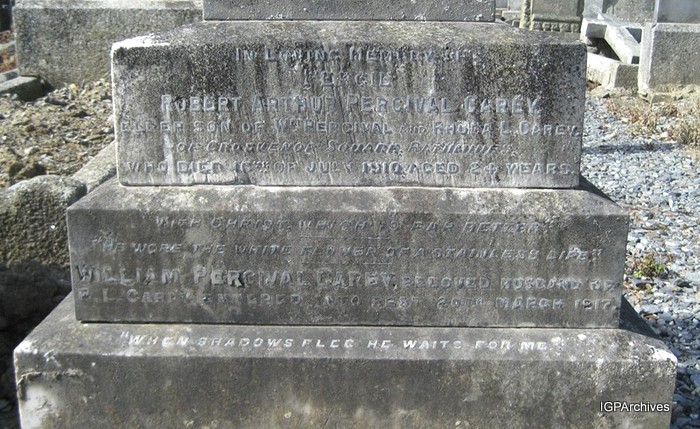 IN LOVING MEMORY OF
ROBERT ARTHUR PERCIVAL CAREY,
ELDER SON OF Wm PERCIVAL AND RHODA L. CAREY,
OF GROSVENOR SQUARE RATHMINES,
WHO DIED OF JULY 1910, AGED 24 YEARS.
"WITH CHRIST, WHICH IS FAR BETTER."
"HE WORE THE WHITE FLOWER OF A STAINLESS LIFE."
WILLIAM PERCIVAL CAREY, BELOVED HUSBAND OF
R. L. CAREY, ENTERED INTO REST 20TH MARCH 1917.
"WHEN SHADOWS FLEE HE WAITS FOR ME"
IGPArchives